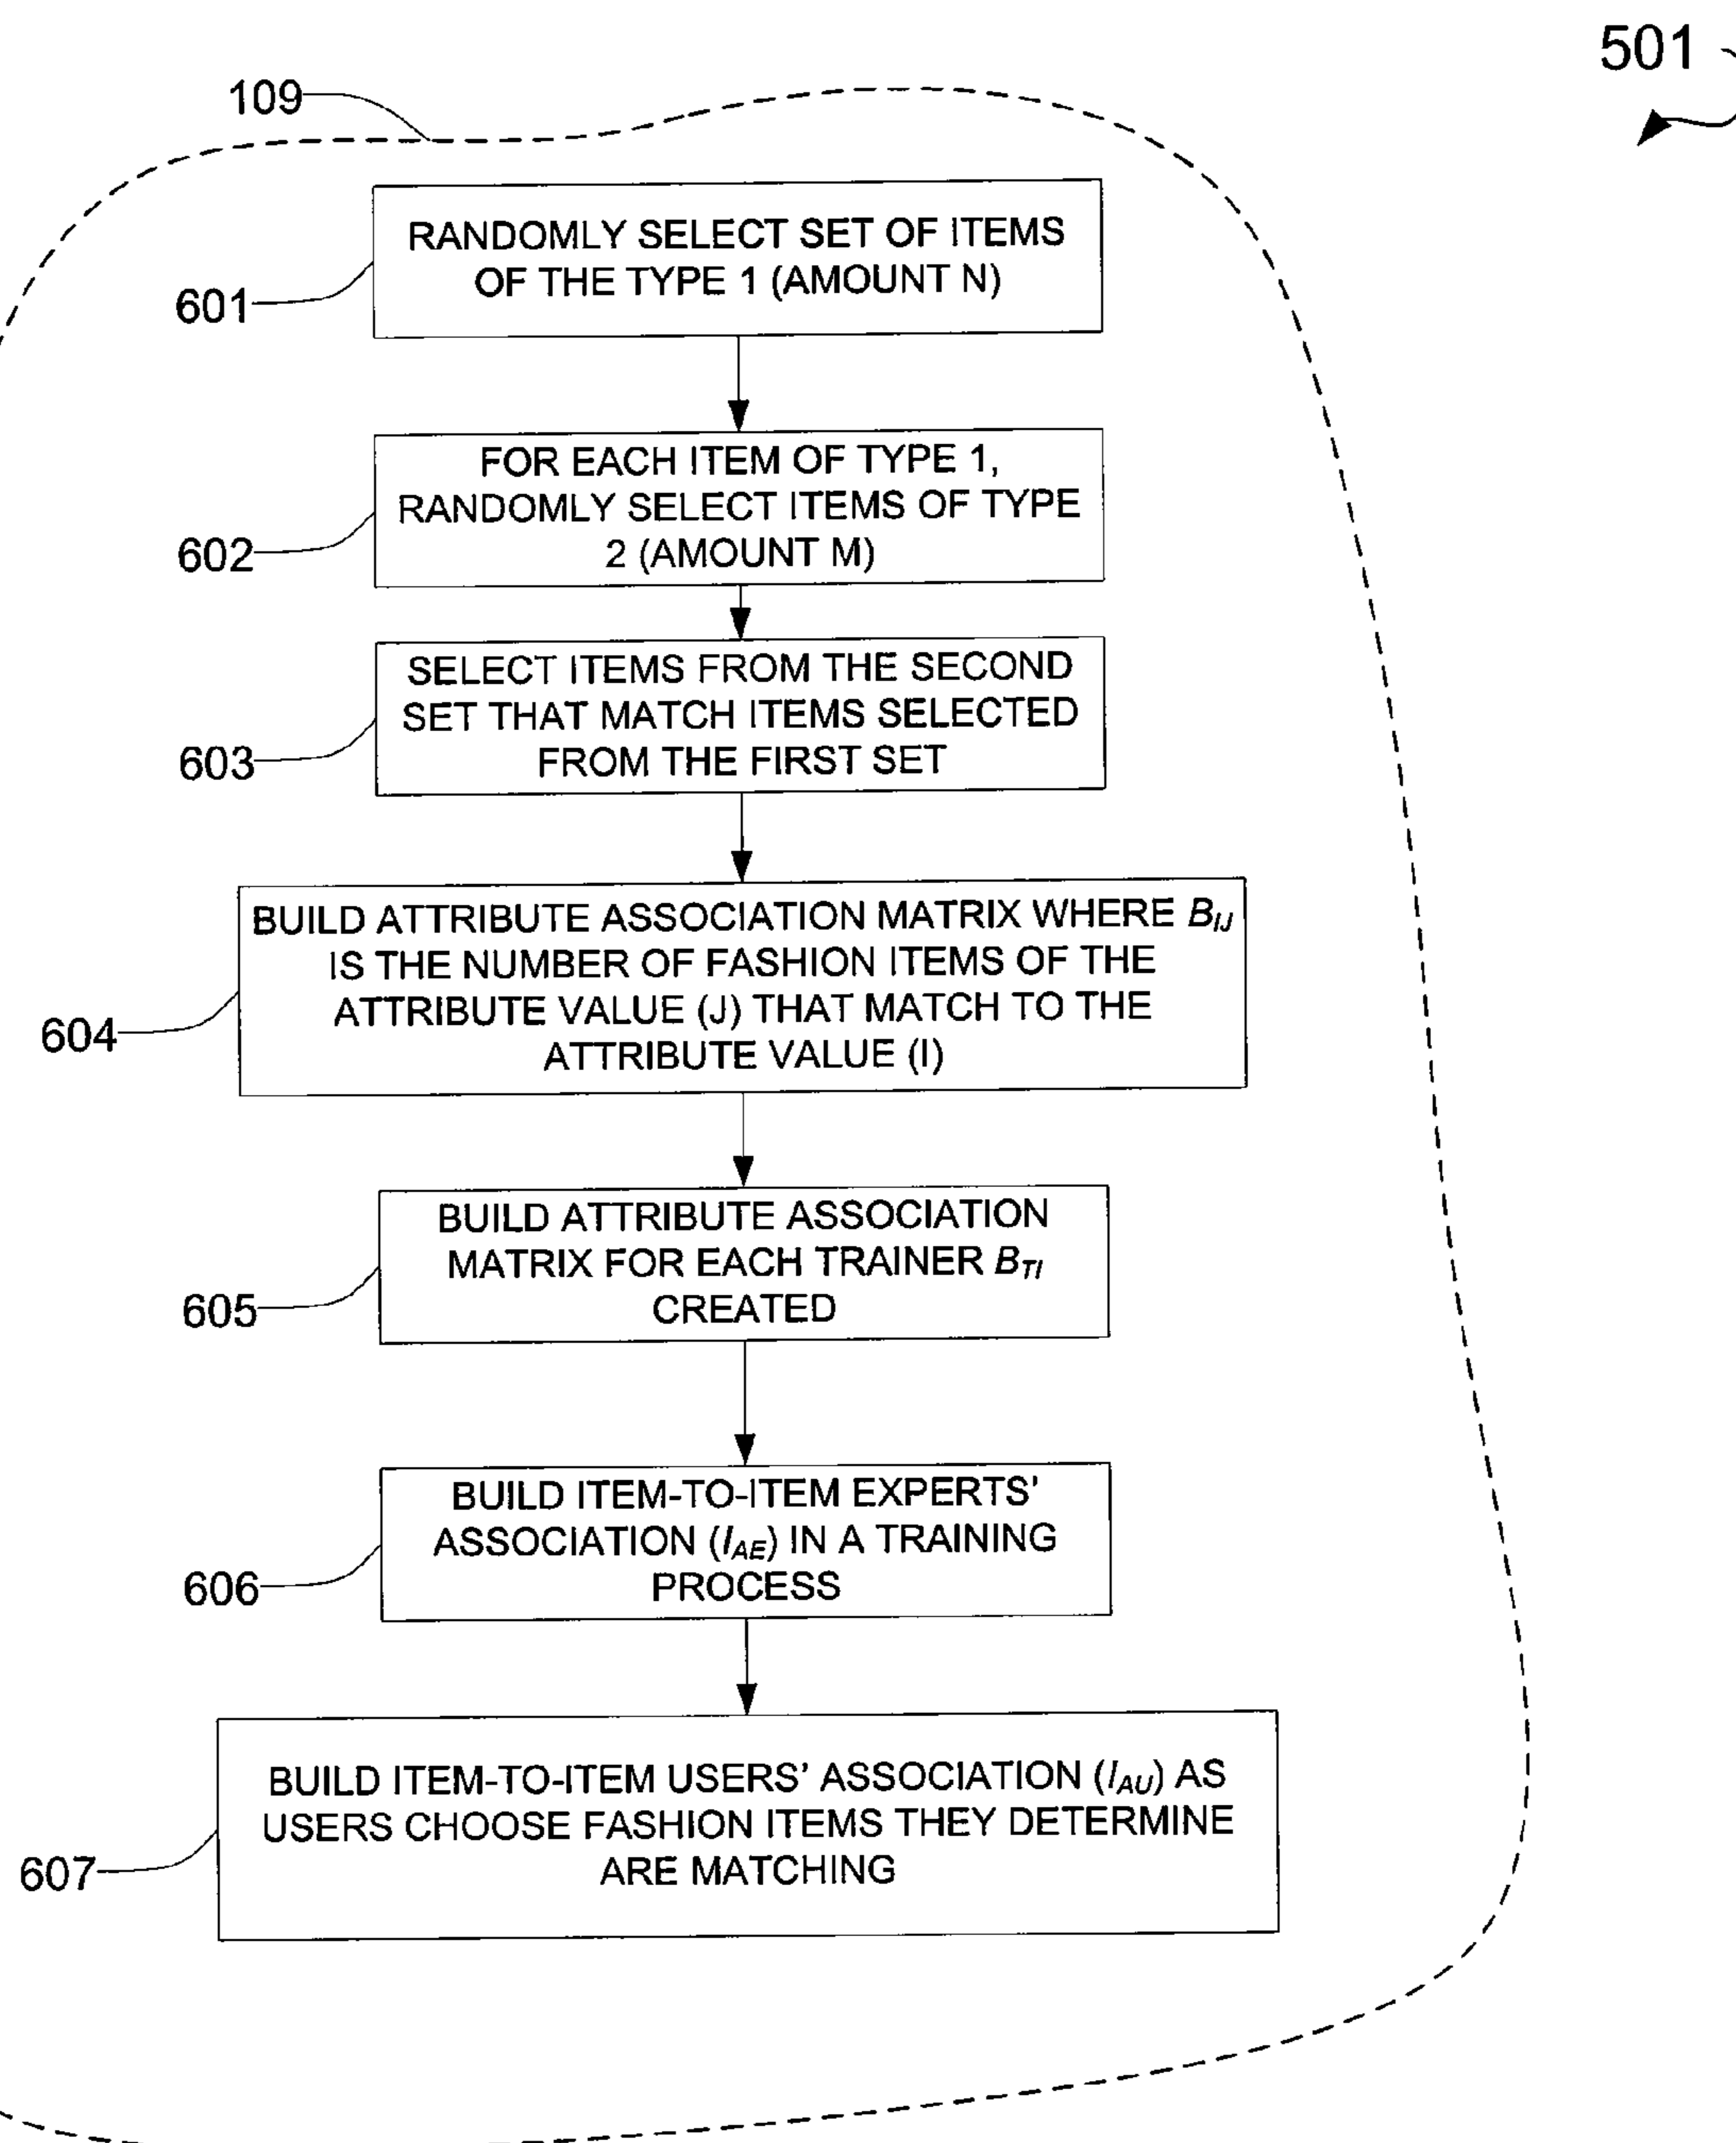 501
109
RANDOMLY SELECT SET OF ITEMS
OF THE TYPE 1 (AMOUNT N)
601
FOR EACH ITEM OF TYPE 1,
RANDOMLY SELECT ITEMS OF TYPE
2 (AMOUNT M)
602
SELECT ITEMS FROM THE SECOND
SET THAT MATCH ITEMS SELECTED
FROM THE FIRST SET
603
BUILD ATTRIBUTE ASSOCIATION MATRIX WHERE B_IJ
IS THE NUMBER OF FASHION ITEMS OF THE
ATTRIBUTE VALUE (J) THAT MATCH TO THE
ATTRIBUTE VALUE (I)
604
BUILD ATTRIBUTE ASSOCIATION
MATRIX FOR EACH TRAINER B_TI
CREATED
605
BUILD ITEM-TO-ITEM EXPERTS’
ASSOCIATION (I_AE) IN A TRAINING
PROCESS
606
BUILD ITEM-TO-ITEM USERS’ ASSOCIATION (I_AU) AS
USERS CHOOSE FASHION ITEMS THEY DETERMINE
ARE MATCHING
607